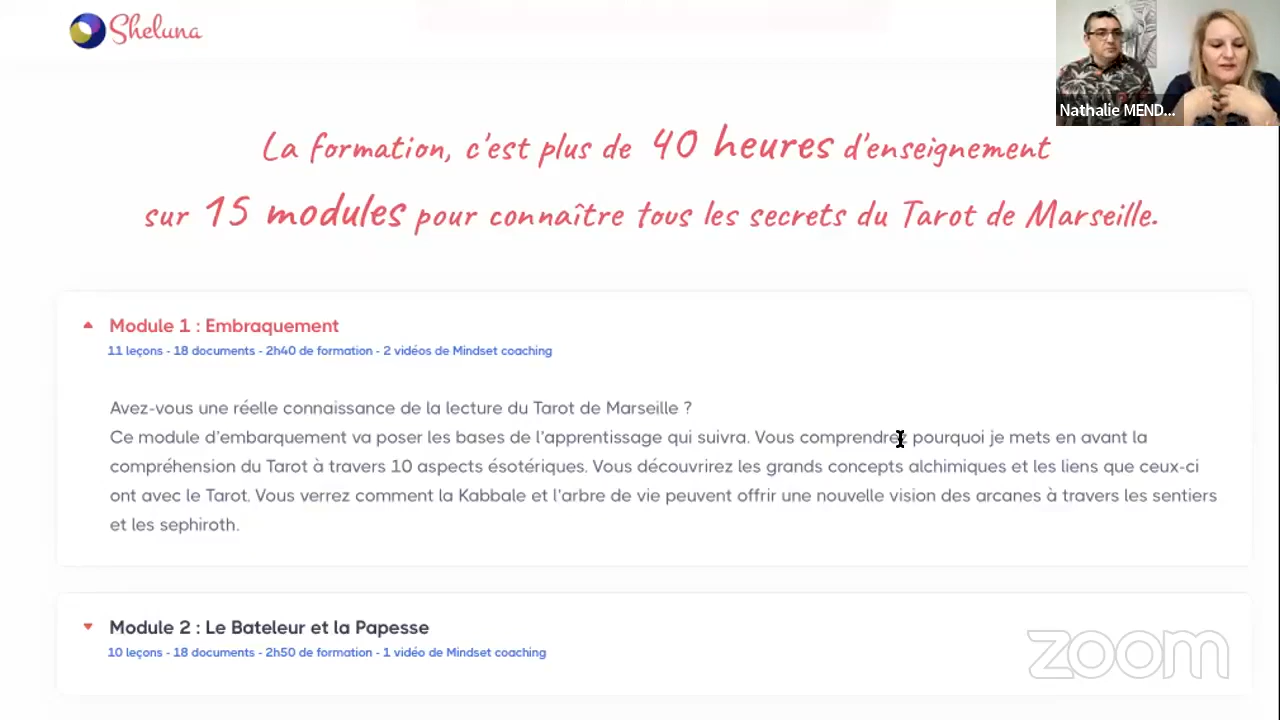 Sheluna
Nathalie MEND...
La formation, c'est plus de 40 heures d'enseignement
sur 15 modules pour connaître tous les secrets du Tarot de Marseille.
Module 1 : Embraquement
11 leçons - 18 documents - 2h40 de formation - 2 vidéos de Mindset coaching
Avez-vous une réelle connaissance de la lecture du Tarot de Marseille ?
Ce module d'embarquement va poser les bases de l'apprentissage qui suivra. Vous comprendrez pourquoi je mets en avant la
compréhension du Tarot à travers 10 aspects ésotériques. Vous découvrirez les grands concepts alchimiques et les liens que ceux-ci
ont avec le Tarot. Vous verrez comment la Kabbale et l'arbre de vie peuvent offrir une nouvelle vision des arcanes à travers les sentiers
et les sephiroth.
Module 2 : Le Bateleur et la Papesse
10 leçons - 18 documents - 2h50 de formation - 1 vidéo de Mindset coaching
zoom